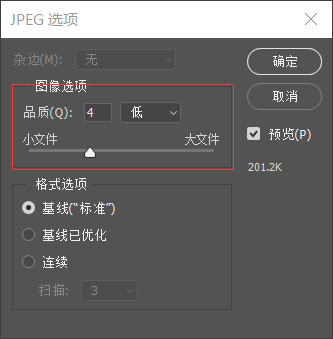 JPEG 选项
杂边(M): 无
确定
图像选项
品质(Q): 4 低
取消
小文件 大文件
预览(P)
201.2K
格式选项
基线(“标准”)
基线已优化
连续
扫描: 3